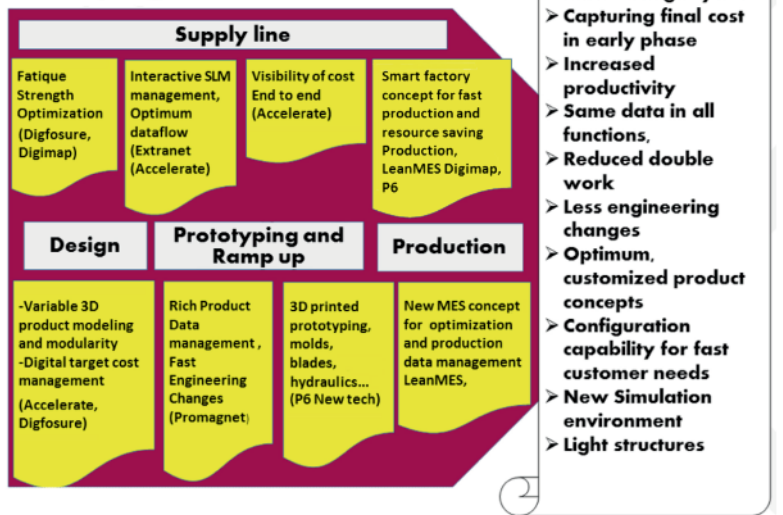 Supply line
Fatique
Strength
Optimization
(Digfosure,
Digimap)
Interactive SLM
management,
Optimum
dataflow
(Extranet
(Accelerate)
Visibility of cost
End to end
(Accelerate)
Smart factory
concept for fast
production and
resource saving
Production,
LeanMES Digimap,
P6
Design
Prototyping and
Ramp up
Production
-Variable 3D
product modeling
and modularity
-Digital target cost
management
(Accelerate,
Digfosure)
Rich Product
Data
management ,
Fast
Engineering
Changes
(Promagnet)
3D printed
prototyping,
molds,
blades,
hydraulics...
(P6 New tech)
New MES concept
for optimization
and production
data management
LeanMES,
➢ Capturing final cost
in early phase
➢ Increased
productivity
➢ Same data in all
functions,
➢ Reduced double
work
➢ Less engineering
changes
➢ Optimum,
customized product
concepts
➢ Configuration
capability for fast
customer needs
➢ New Simulation
environment
➢ Light structures